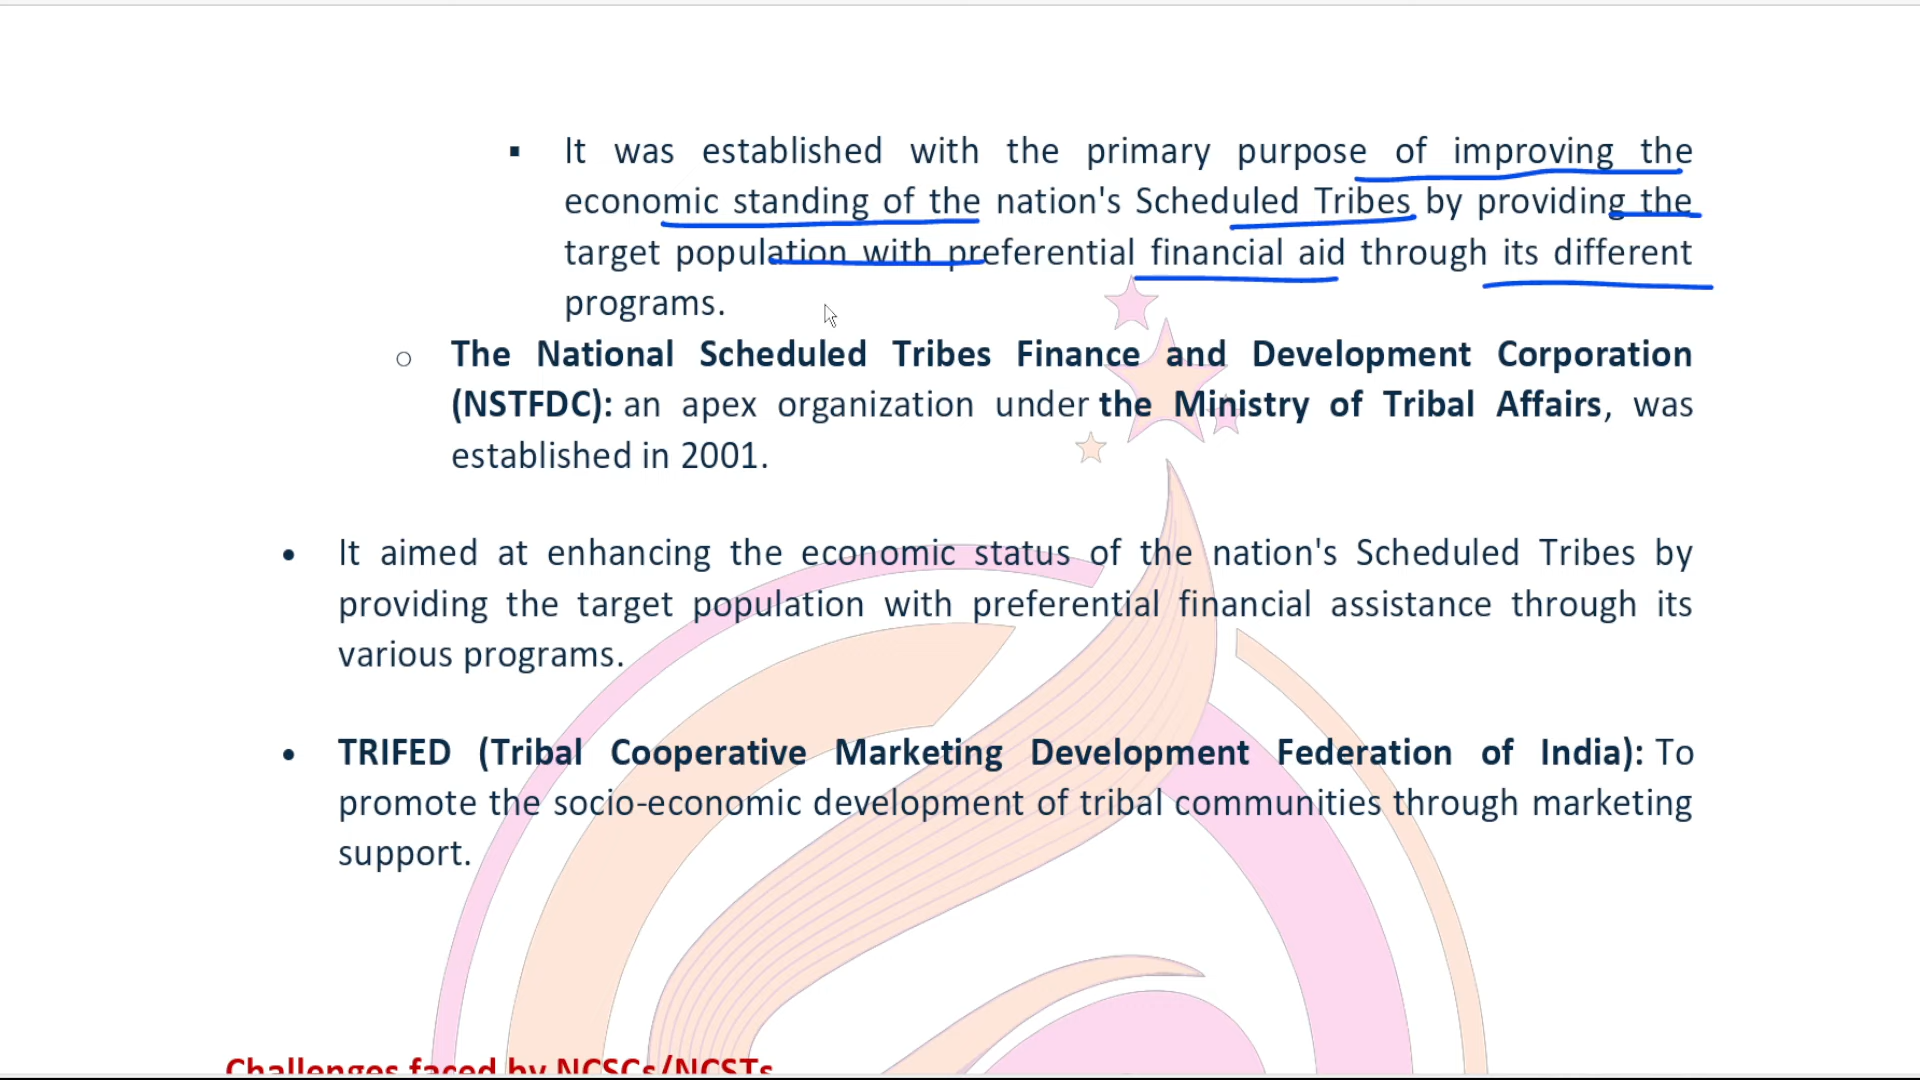 ▪ It was established with the primary purpose of improving the
economic standing of the nation's Scheduled Tribes by providing the
target population with preferential financial aid through its different
programs.
○ The National Scheduled Tribes Finance and Development Corporation
(NSTFDC): an apex organization under the Ministry of Tribal Affairs, was
established in 2001.
• It aimed at enhancing the economic status of the nation's Scheduled Tribes by
providing the target population with preferential financial assistance through its
various programs.
• TRIFED (Tribal Cooperative Marketing Development Federation of India): To
promote the socio-economic development of tribal communities through marketing
support.
Challenges faced by NCSCs/NCSTs